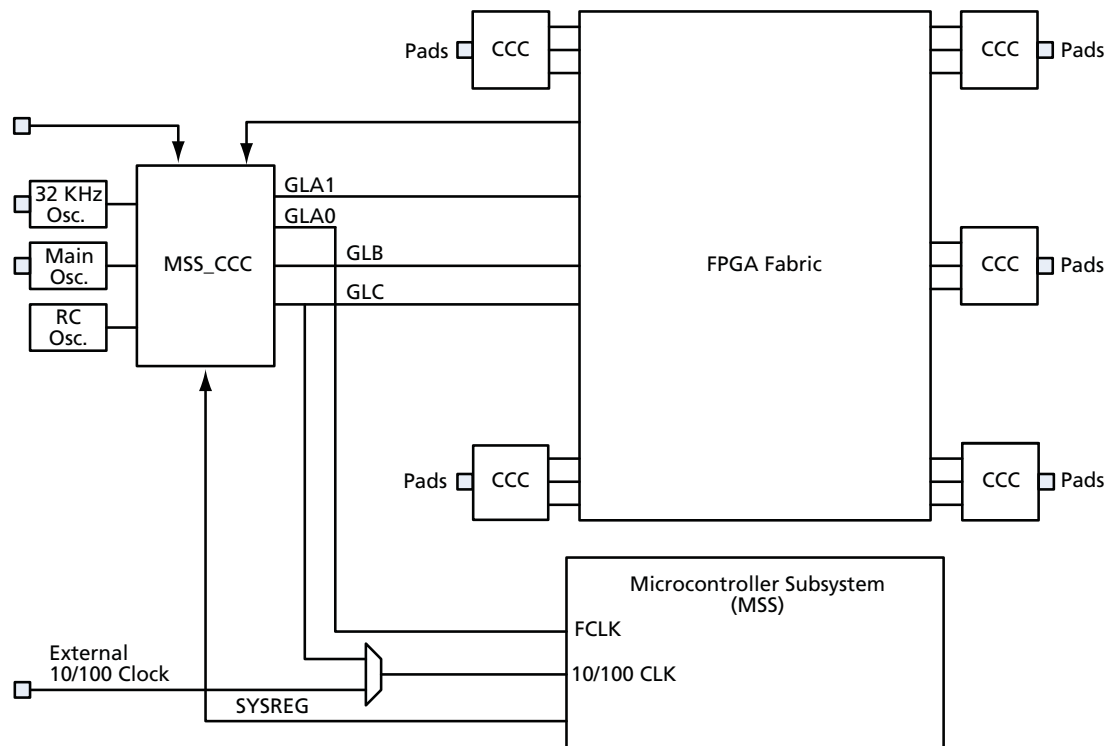 Pads
CCC
CCC
Pads
GLA1
32 KHz
Osc.
GLA0
Main
Osc.
MSS_CCC
GLB
FPGA Fabric
CCC
Pads
GLC
RC
Osc.
Pads
CCC
CCC
Pads
Microcontroller Subsystem
(MSS)
FCLK
External
10/100 Clock
10/100 CLK
SYSREG